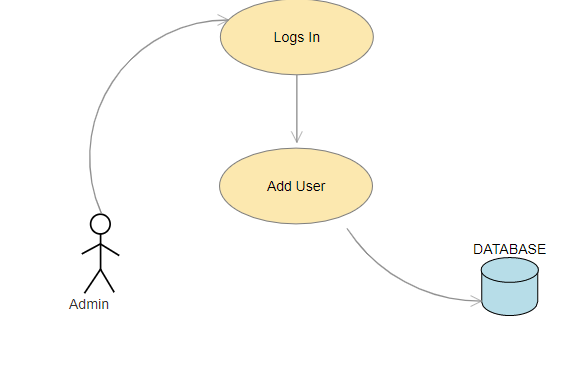 Logs In
Add User
DATABASE
Admin